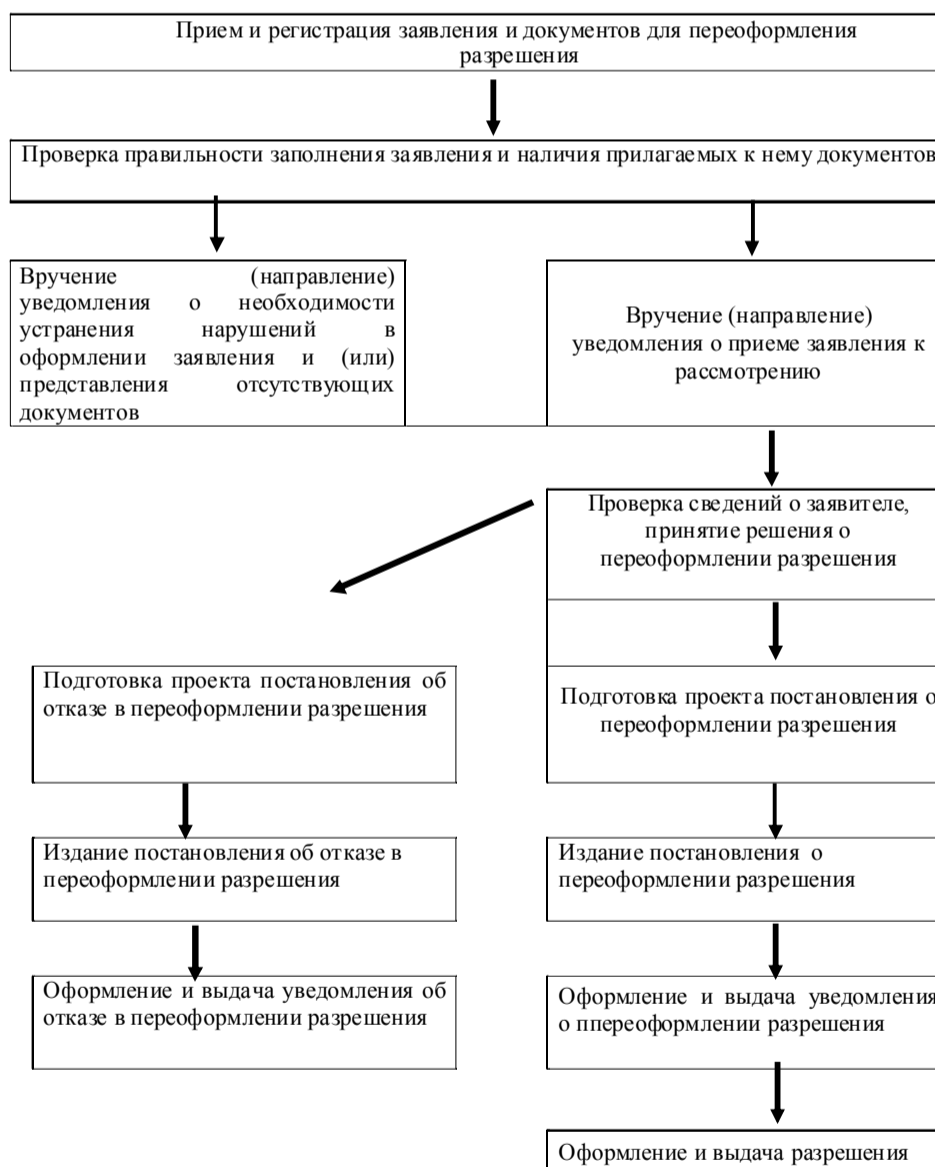 Прием и регистрация заявления и документов для переоформления
разрешения
Проверка правильности заполнения заявления и наличия прилагаемых к нему документов
Вручение (направление)
уведомления о необходимости
устранения нарушений в
оформлении заявления и (или)
представления отсутствующих
документов
Вручение (направление)
уведомления о приеме заявления к
рассмотрению
Проверка сведений о заявителе,
принятие решения о
переоформлении разрешения
Подготовка проекта постановления об
отказе в переоформлении разрешения
Подготовка проекта постановления о
переоформлении разрешения
Издание постановления об отказе в
переоформлении разрешения
Издание постановления о
переоформлении разрешения
Оформление и выдача уведомления об
отказе в переоформлении разрешения
Оформление и выдача уведомления
о ппереоформлении разрешения
Оформление и выдача разрешения